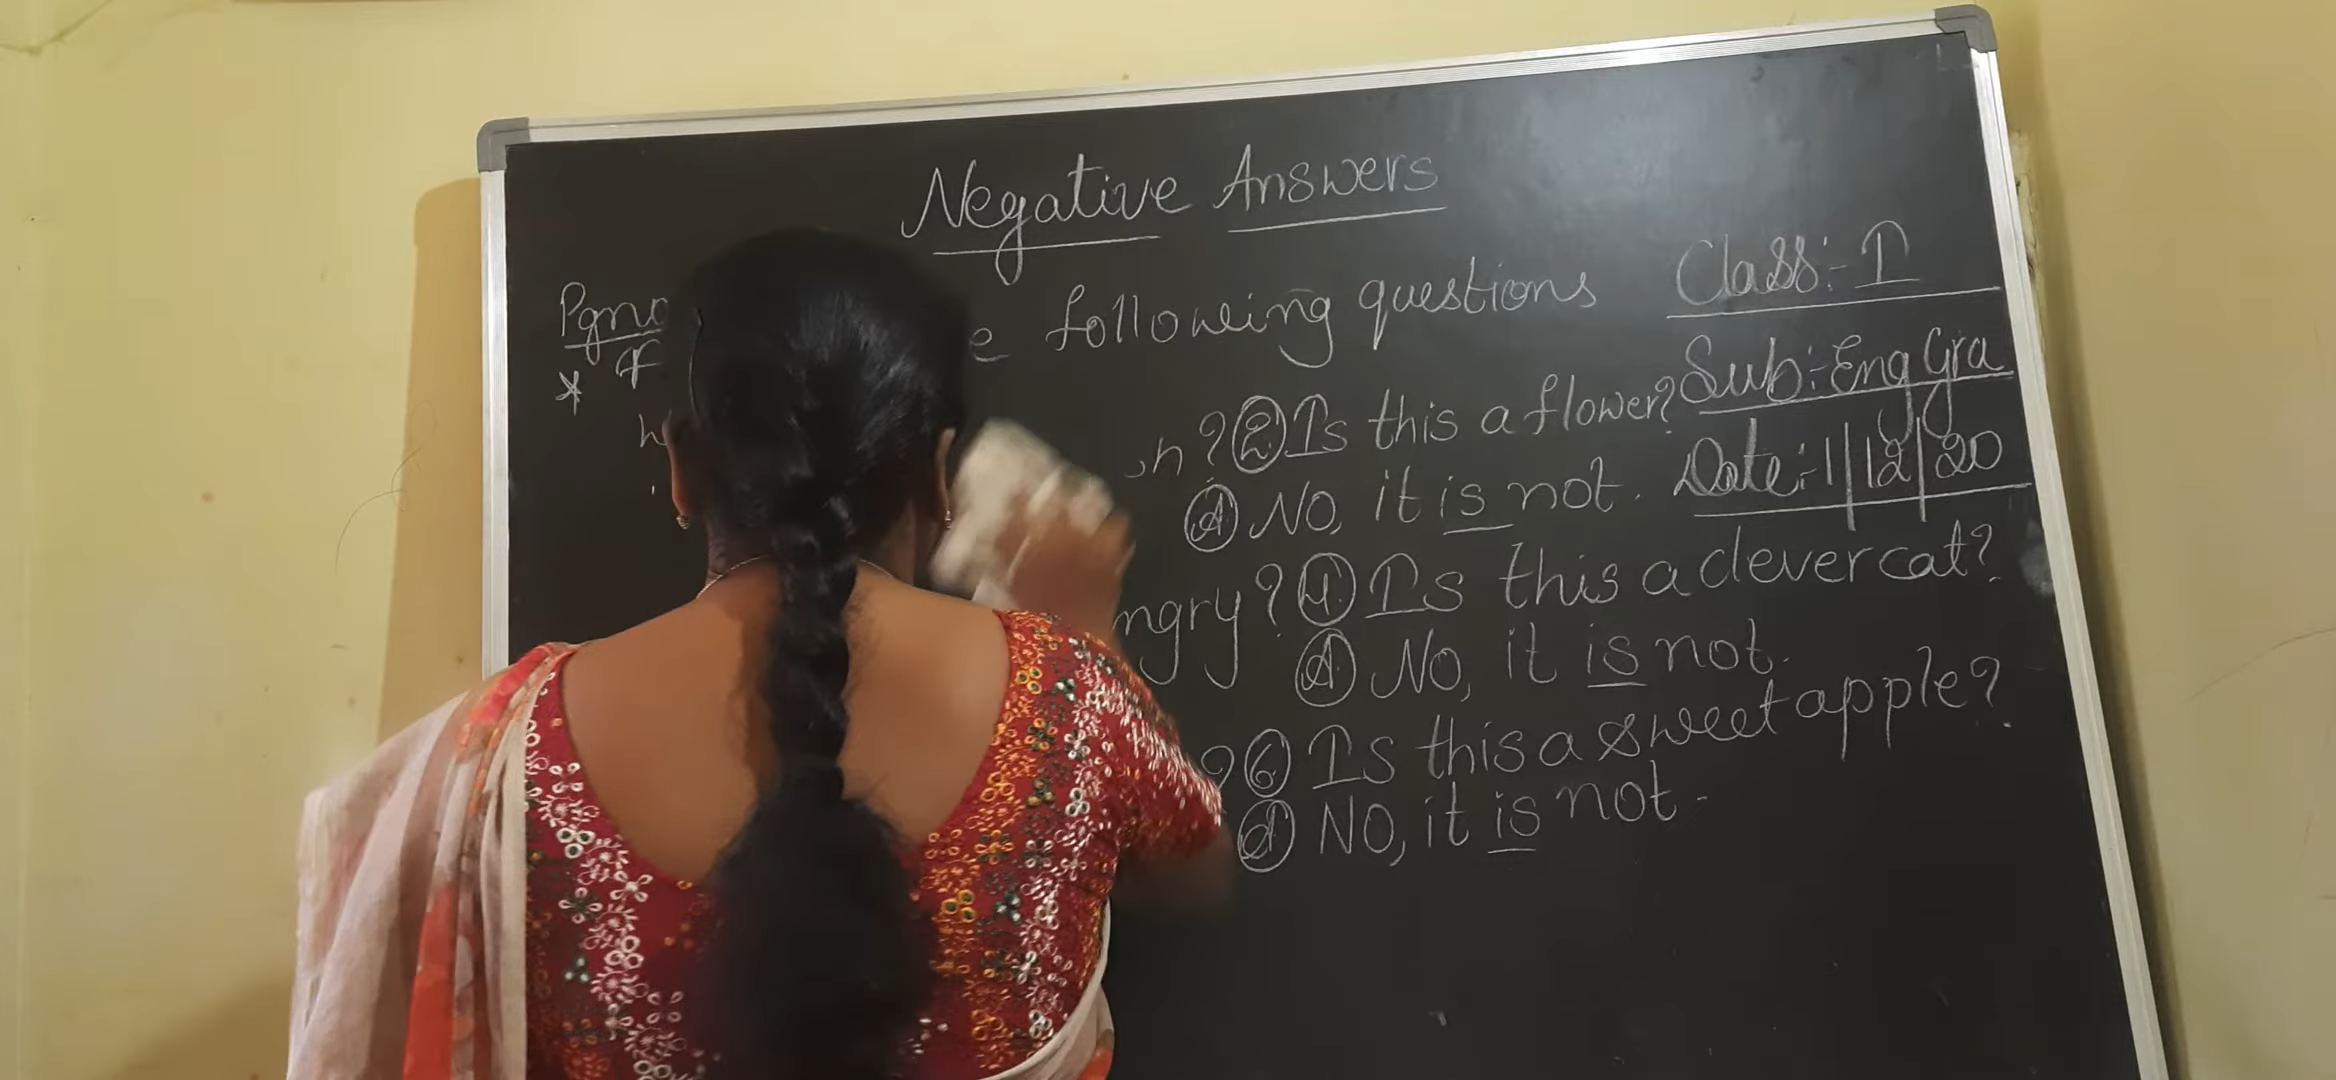 Negative Answers
Pgno
Class:- I
e following questions
*
Sub:- Eng Gra
? (2) Is this a flower?
Date:- 1/12/20
(A) No, it is not.
ngry? (4) Is this a clever cat?
(A) No, it is not.
? (6) Is this a sweet apple?
(A) No, it is not.